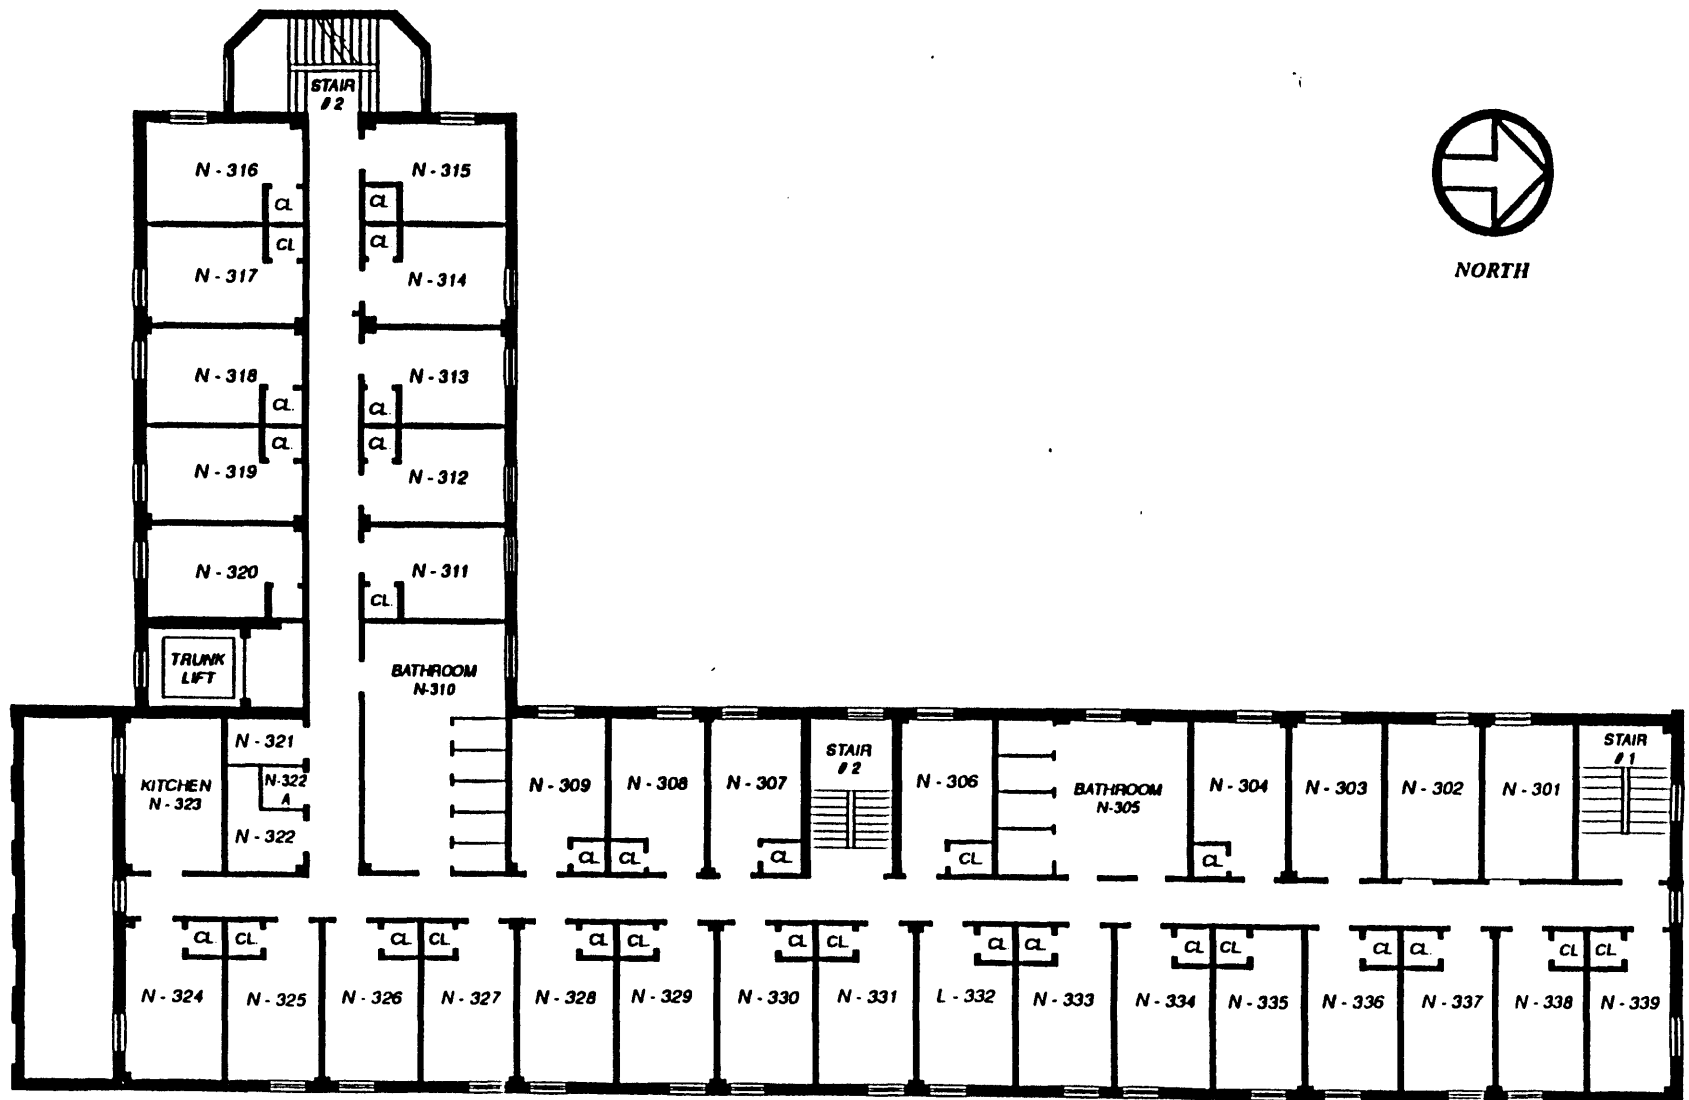 STAIR
# 2
N - 316
N - 315
CL
CL
CL
CL
N - 317
N - 314
NORTH
N - 318
N - 313
CL.
CL.
CL.
CL.
N - 319
N - 312
N - 320
N - 311
CL.
TRUNK
LIFT
BATHROOM
N-310
N - 321
N-322
A
N - 322
KITCHEN
N - 323
N - 309
N - 308
N - 307
STAIR
# 2
N - 306
BATHROOM
N-305
N - 304
N - 303
N - 302
N - 301
STAIR
# 1
CL
CL
CL.
CL.
CL.
CL.
CL.
CL.
CL.
CL.
CL.
CL.
CL.
CL
CL
CL
CL.
CL.
CL.
CL
CL.
N - 324
N - 325
N - 326
N - 327
N - 328
N - 329
N - 330
N - 331
L - 332
N - 333
N - 334
N - 335
N - 336
N - 337
N - 338
N - 339